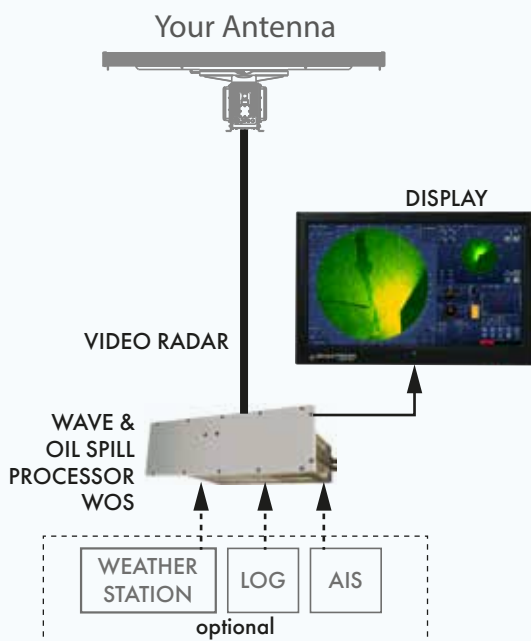 Your Antenna
DISPLAY
VIDEO RADAR
WAVE &
OIL SPILL
PROCESSOR
WOS
WEATHER
STATION
LOG
AIS
optional